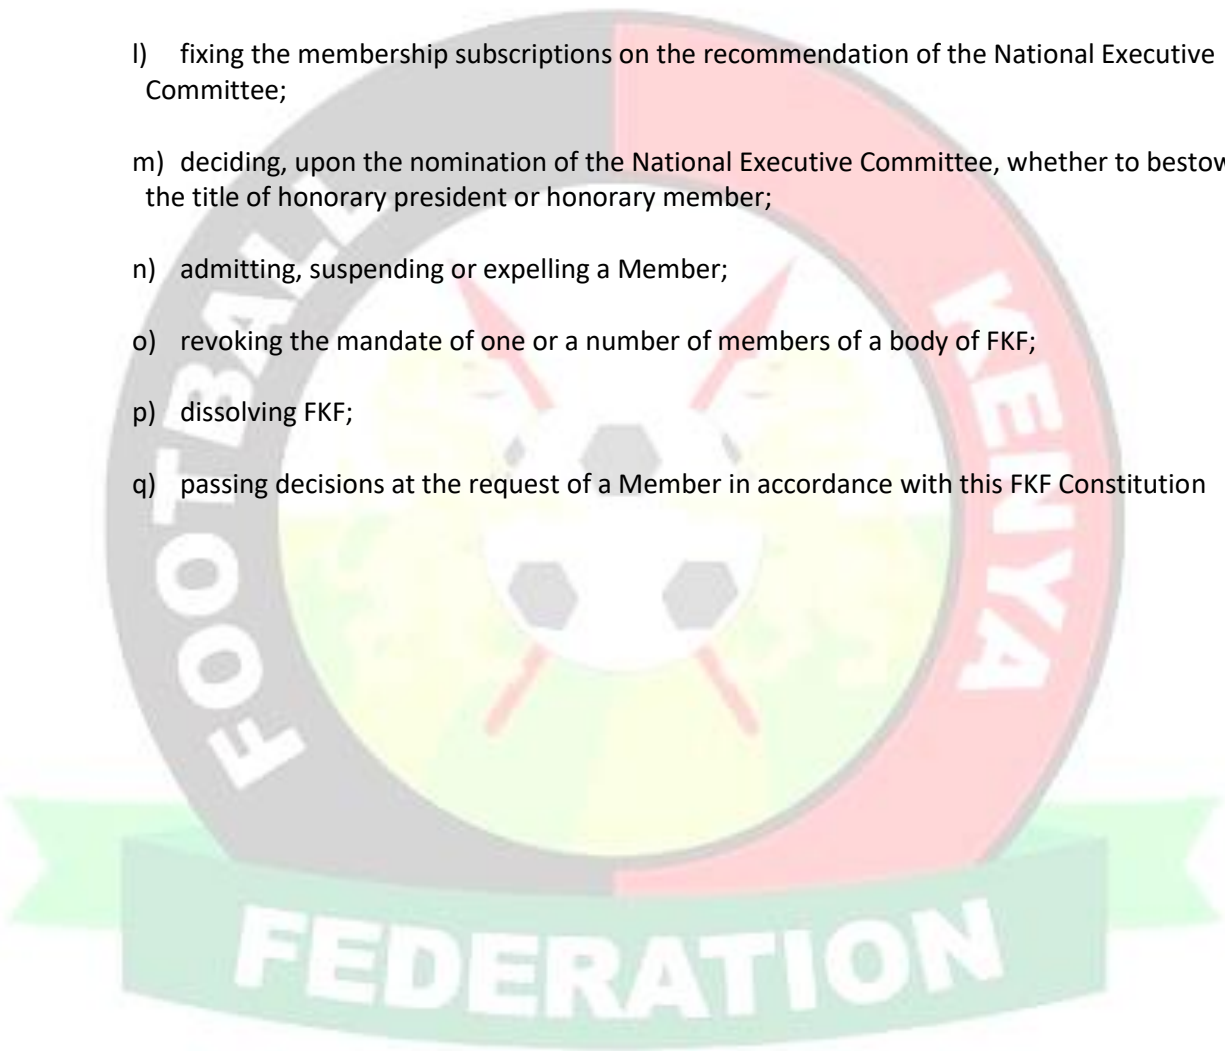 l) fixing the membership subscriptions on the recommendation of the National Executive
Committee;
m) deciding, upon the nomination of the National Executive Committee, whether to bestow
the title of honorary president or honorary member;
n) admitting, suspending or expelling a Member;
o) revoking the mandate of one or a number of members of a body of FKF;
p) dissolving FKF;
q) passing decisions at the request of a Member in accordance with this FKF Constitution
FOOTBALL
KENYA
FEDERATION